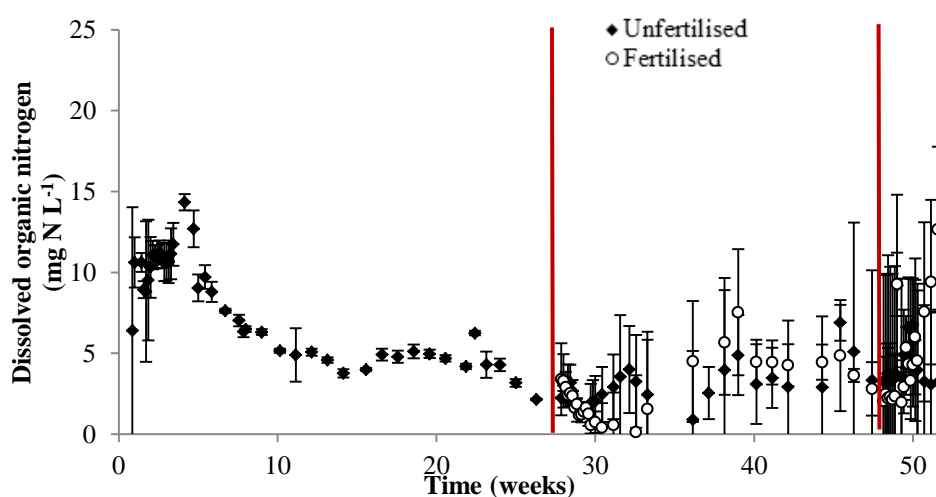 25
20
15
10
5
0
Dissolved organic nitrogen
(mg N L-1)
Unfertilised
Fertilised
0 10 20 30 40 50
Time (weeks)